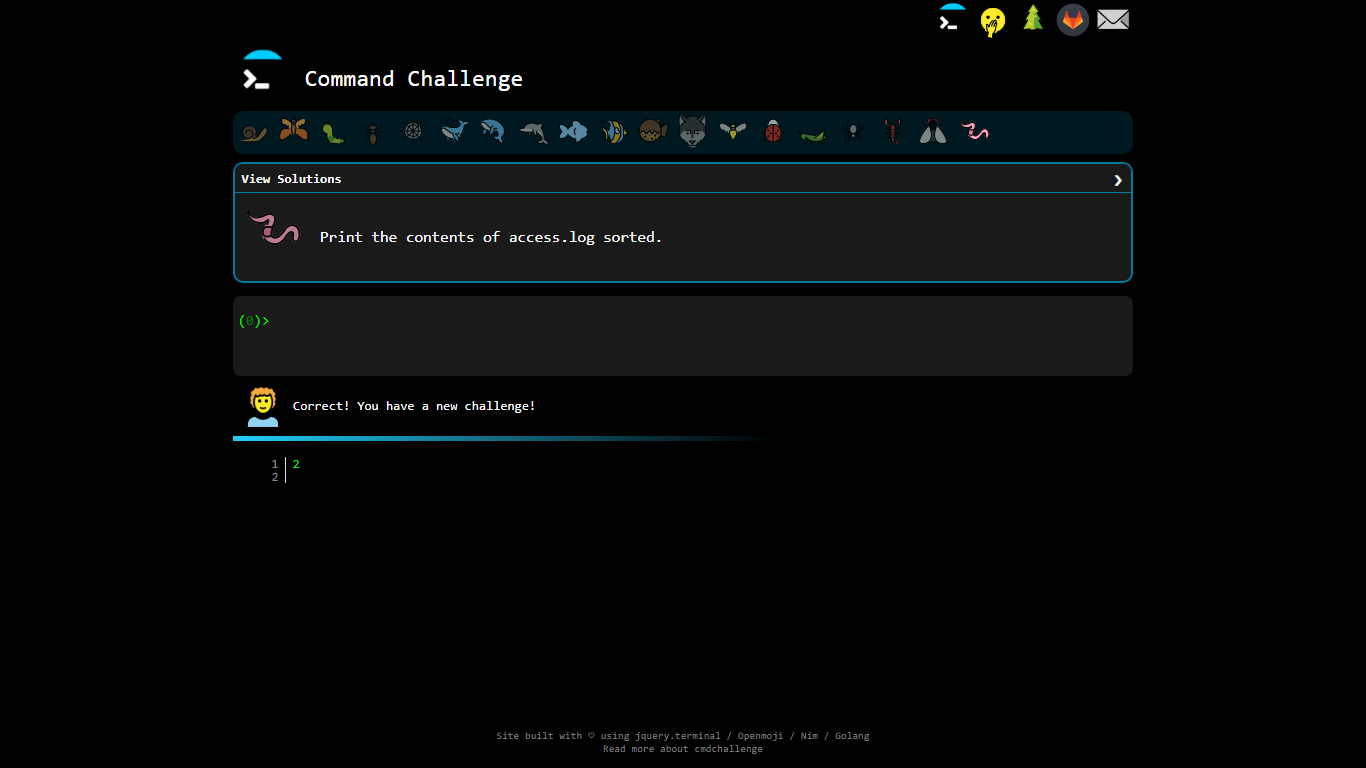 Command Challenge
View Solutions ❯
Print the contents of access.log sorted.
(0)>
Correct! You have a new challenge!
1 2
2
Site built with ♡ using jquery.terminal / Openmoji / Nim / Golang
Read more about cmdchallenge